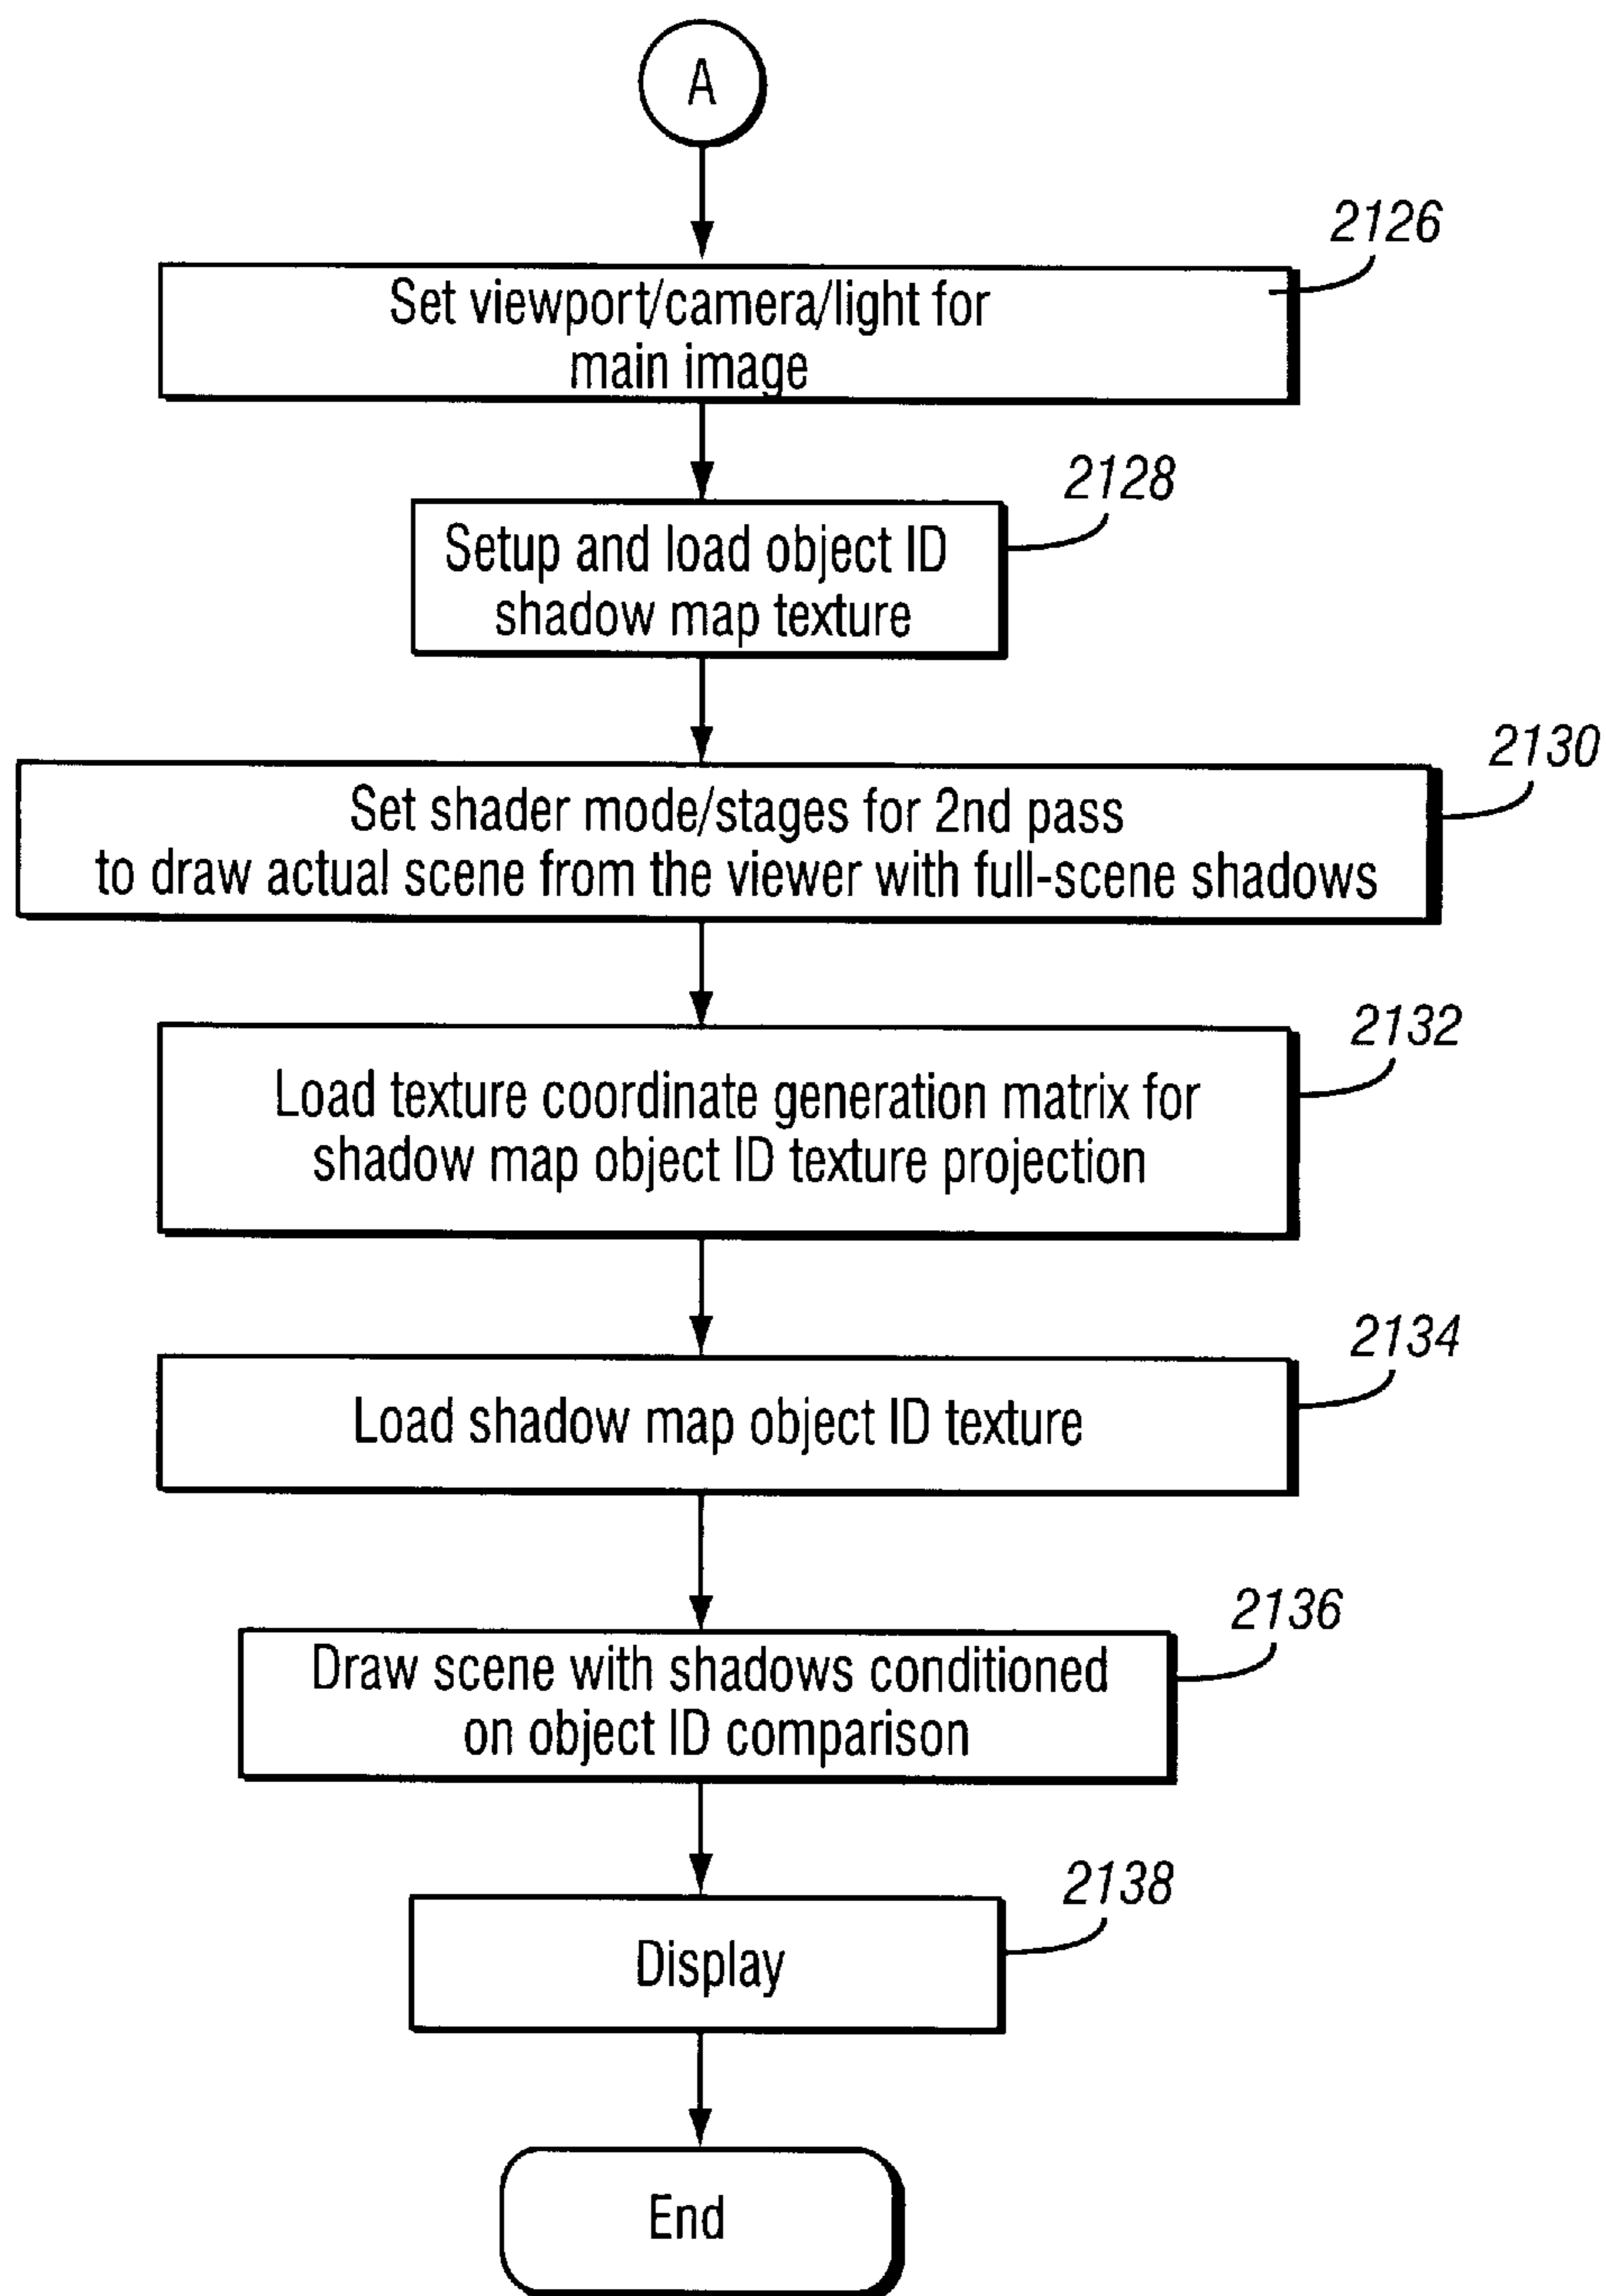 A
2126
Set viewport/camera/light for
main image
2128
Setup and load object ID
shadow map texture
2130
Set shader mode/stages for 2nd pass
to draw actual scene from the viewer with full-scene shadows
2132
Load texture coordinate generation matrix for
shadow map object ID texture projection
2134
Load shadow map object ID texture
2136
Draw scene with shadows conditioned
on object ID comparison
2138
Display
End